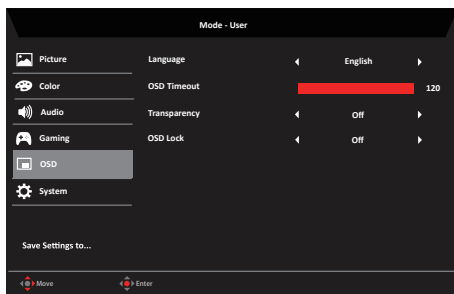 Mode - User
Picture
Language English
Color
OSD Timeout 120
Audio
Transparency Off
Gaming
OSD Lock Off
OSD
System
Save Settings to...
Move Enter